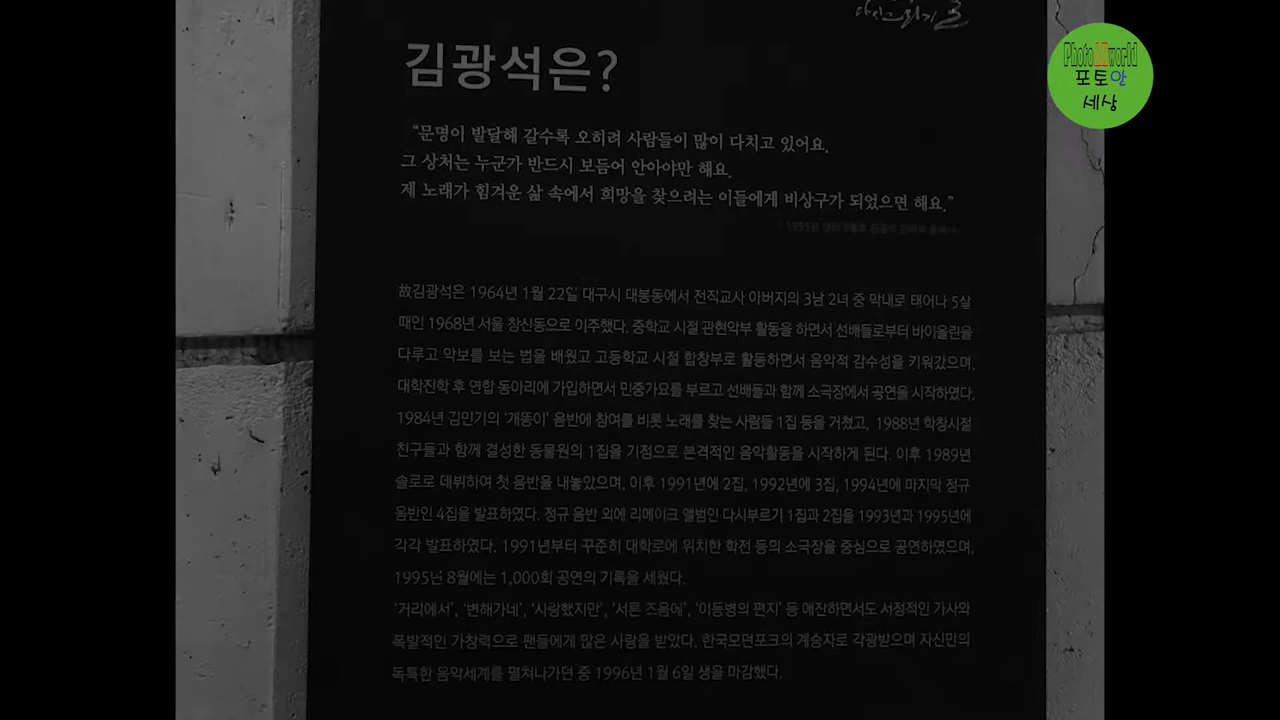 PhotoAnworld
포토안
세상
김광석은?
“문명이 발달해 갈수록 오히려 사람들이 많이 다치고 있어요.
그 상처는 누군가 반드시 보듬어 안아야만 해요.
제 노래가 힘겨운 삶 속에서 희망을 찾으려는 이들에게 비상구가 되었으면 해요.”
故김광석은 1964년 1월 22일 대구시 대봉동에서 전직교사 아버지의 3남 2녀 중 막내로 태어나 5살
때인 1968년 서울 창신동으로 이주했다. 중학교 시절 관현악부 활동을 하면서 선배들로부터 바이올린을
다루고 악보를 보는 법을 배웠고 고등학교 시절 합창부로 활동하면서 음악적 감수성을 키워갔으며,
대학진학 후 연합 동아리에 가입하면서 민중가요를 부르고 선배들과 함께 소극장에서 공연을 시작하였다.
1984년 김민기의 ‘개똥이’ 음반에 참여를 비롯 노래를 찾는 사람들 1집 등을 거쳤고, 1988년 학창시절
친구들과 함께 결성한 동물원의 1집을 기점으로 본격적인 음악활동을 시작하게 된다. 이후 1989년
솔로로 데뷔하여 첫 음반을 내놓았으며, 이후 1991년에 2집, 1992년에 3집, 1994년에 마지막 정규
음반인 4집을 발표하였다. 정규 음반 외에 리메이크 앨범인 다시부르기 1집과 2집을 1993년과 1995년에
각각 발표하였다. 1991년부터 꾸준히 대학로에 위치한 학전 등의 소극장을 중심으로 공연하였으며,
1995년 8월에는 1,000회 공연의 기록을 세웠다.
‘거리에서’, ‘변해가네’, ‘사랑했지만’, ‘서른 즈음에’, ‘이등병의 편지’ 등 애잔하면서도 서정적인 가사와
폭발적인 가창력으로 팬들에게 많은 사랑을 받았다. 한국모던포크의 계승자로 각광받으며 자신만의
독특한 음악세계를 펼쳐나가던 중 1996년 1월 6일 생을 마감했다.